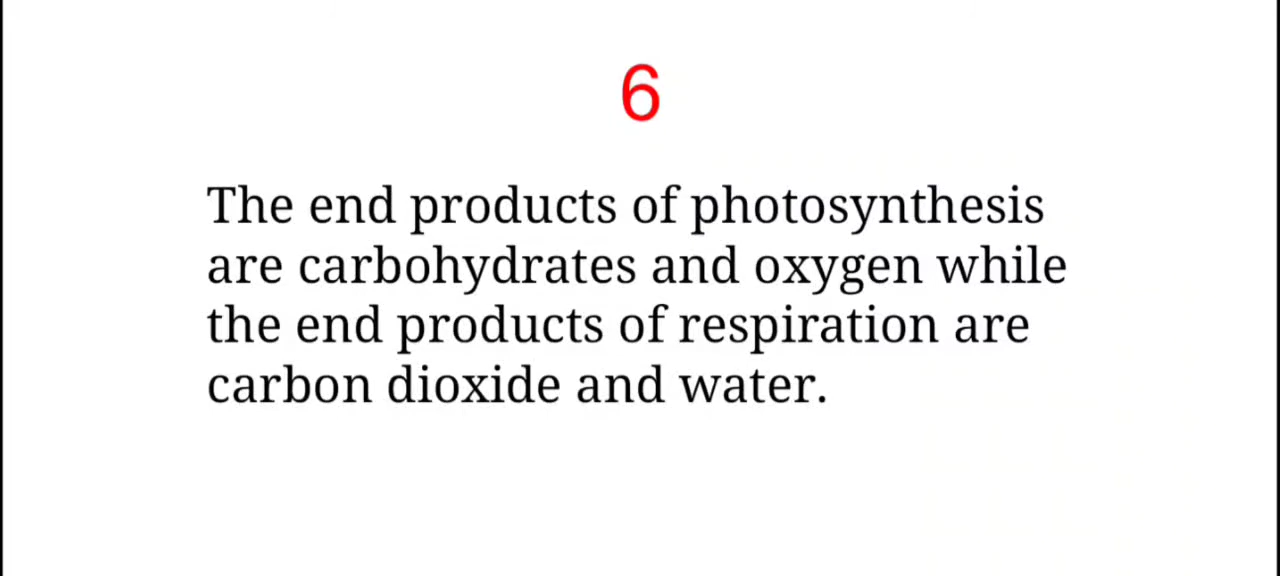 6
The end products of photosynthesis
are carbohydrates and oxygen while
the end products of respiration are
carbon dioxide and water.